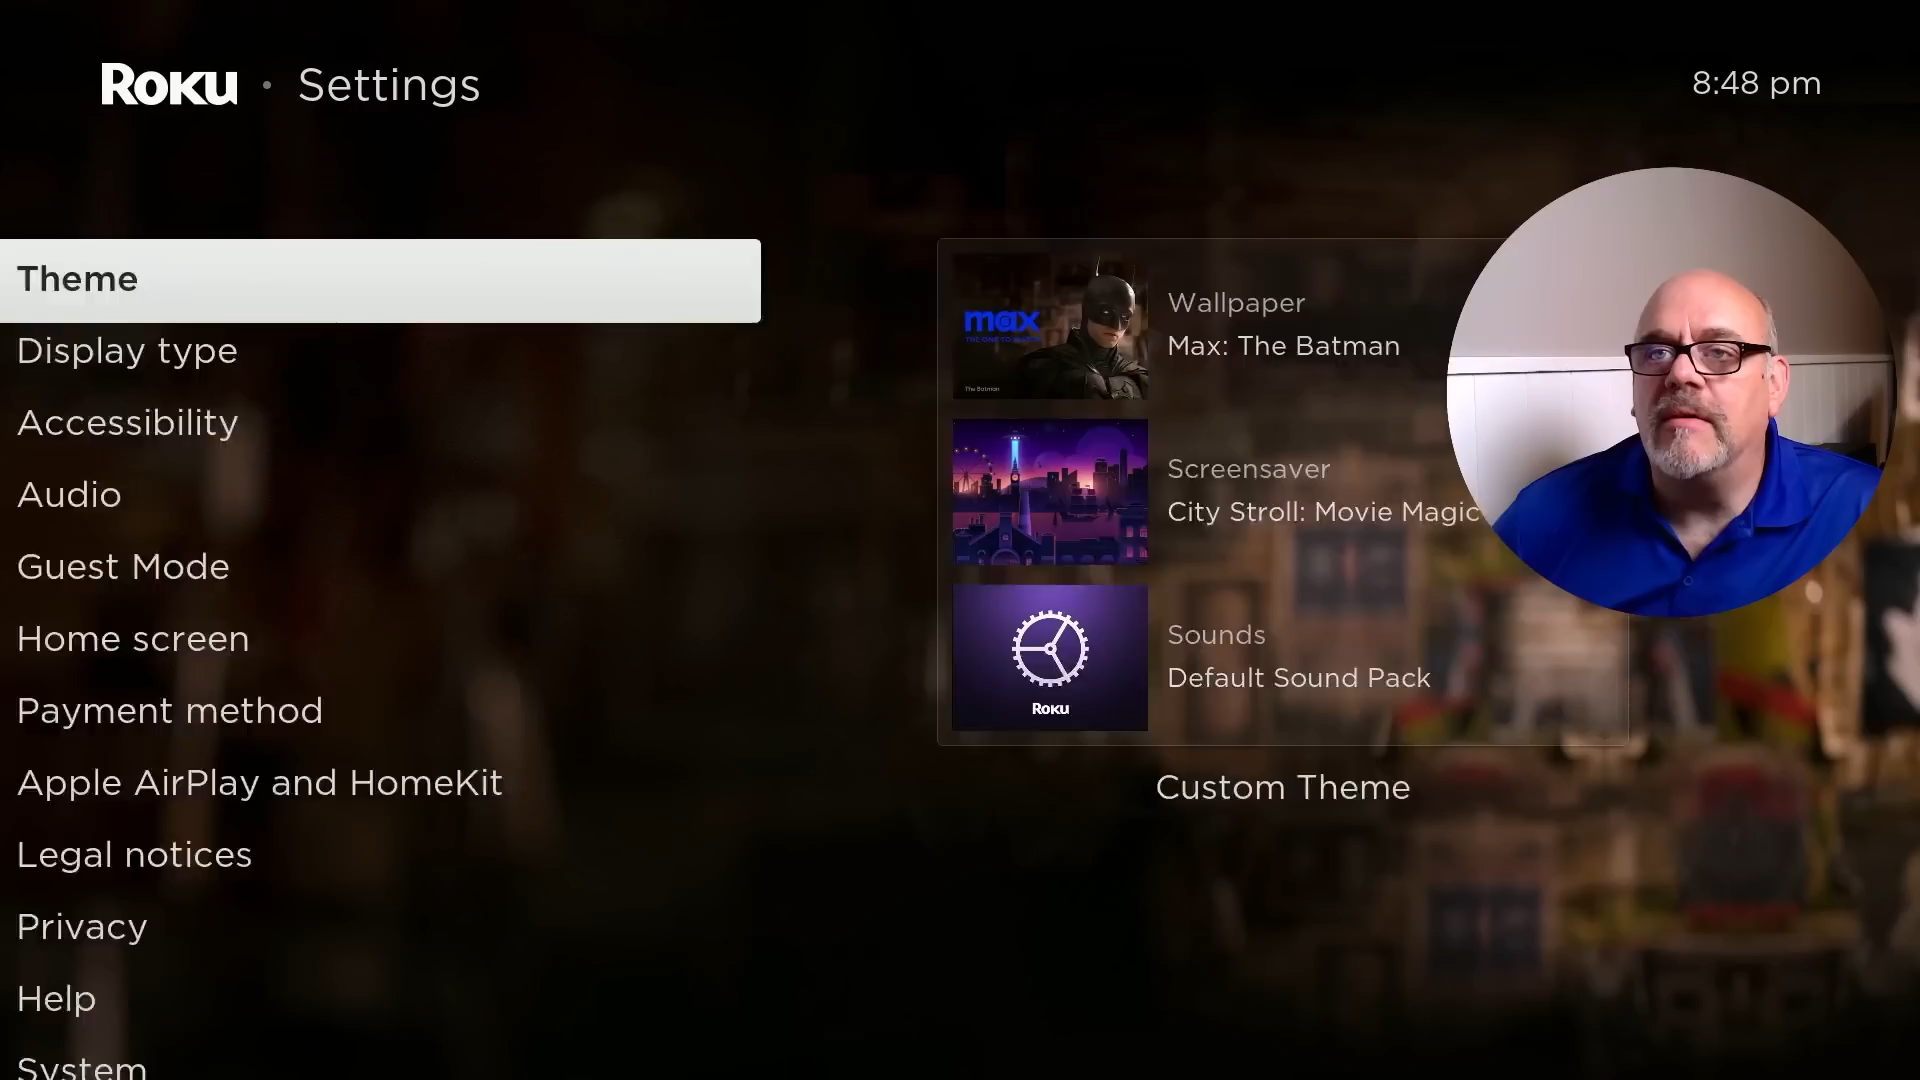 Roku • Settings
8:48 pm
Theme
Display type
Accessibility
Audio
Guest Mode
Home screen
Payment method
Apple AirPlay and HomeKit
Legal notices
Privacy
Help
System
max
The Batman
Wallpaper
Max: The Batman
Screensaver
City Stroll: Movie Magic
Roku
Sounds
Default Sound Pack
Custom Theme